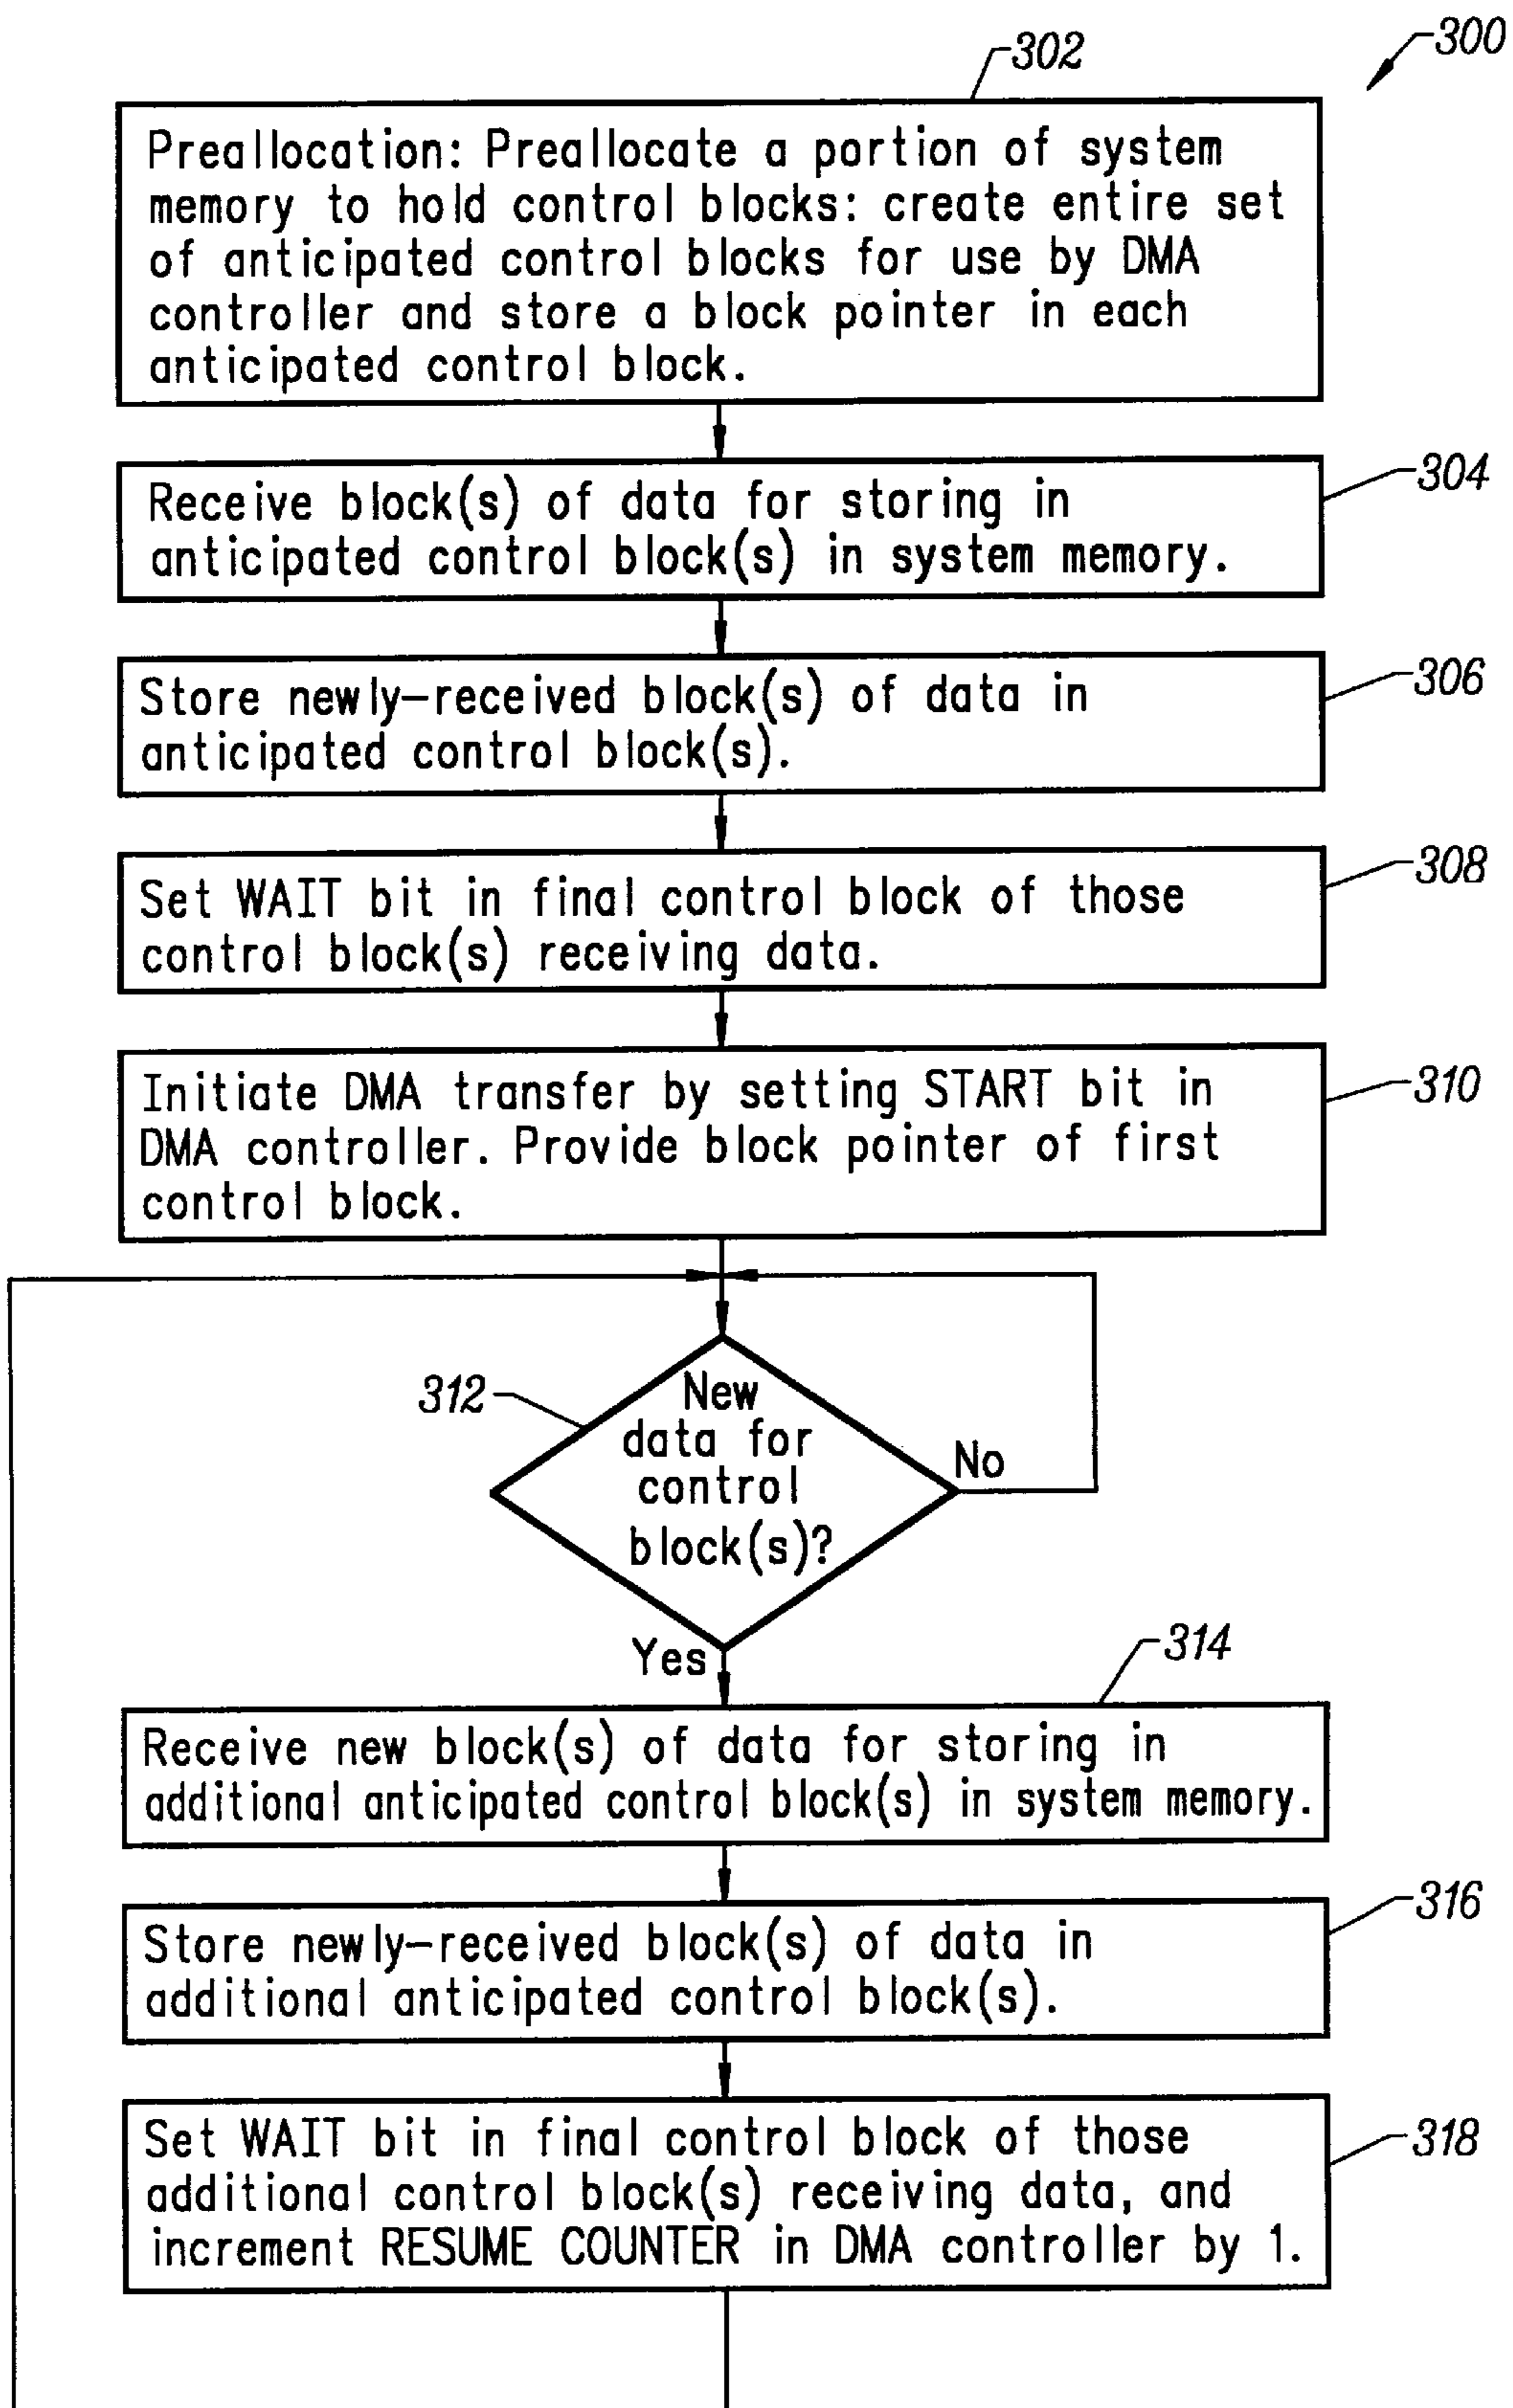 300
302
Preallocation: Preallocate a portion of system
memory to hold control blocks: create entire set
of anticipated control blocks for use by DMA
controller and store a block pointer in each
anticipated control block.
304
Receive block(s) of data for storing in
anticipated control block(s) in system memory.
306
Store newly-received block(s) of data in
anticipated control block(s).
308
Set WAIT bit in final control block of those
control block(s) receiving data.
310
Initiate DMA transfer by setting START bit in
DMA controller. Provide block pointer of first
control block.
312
New
data for
control
block(s)?
No
Yes
314
Receive new block(s) of data for storing in
additional anticipated control block(s) in system memory.
316
Store newly-received block(s) of data in
additional anticipated control block(s).
318
Set WAIT bit in final control block of those
additional control block(s) receiving data, and
increment RESUME COUNTER in DMA controller by 1.